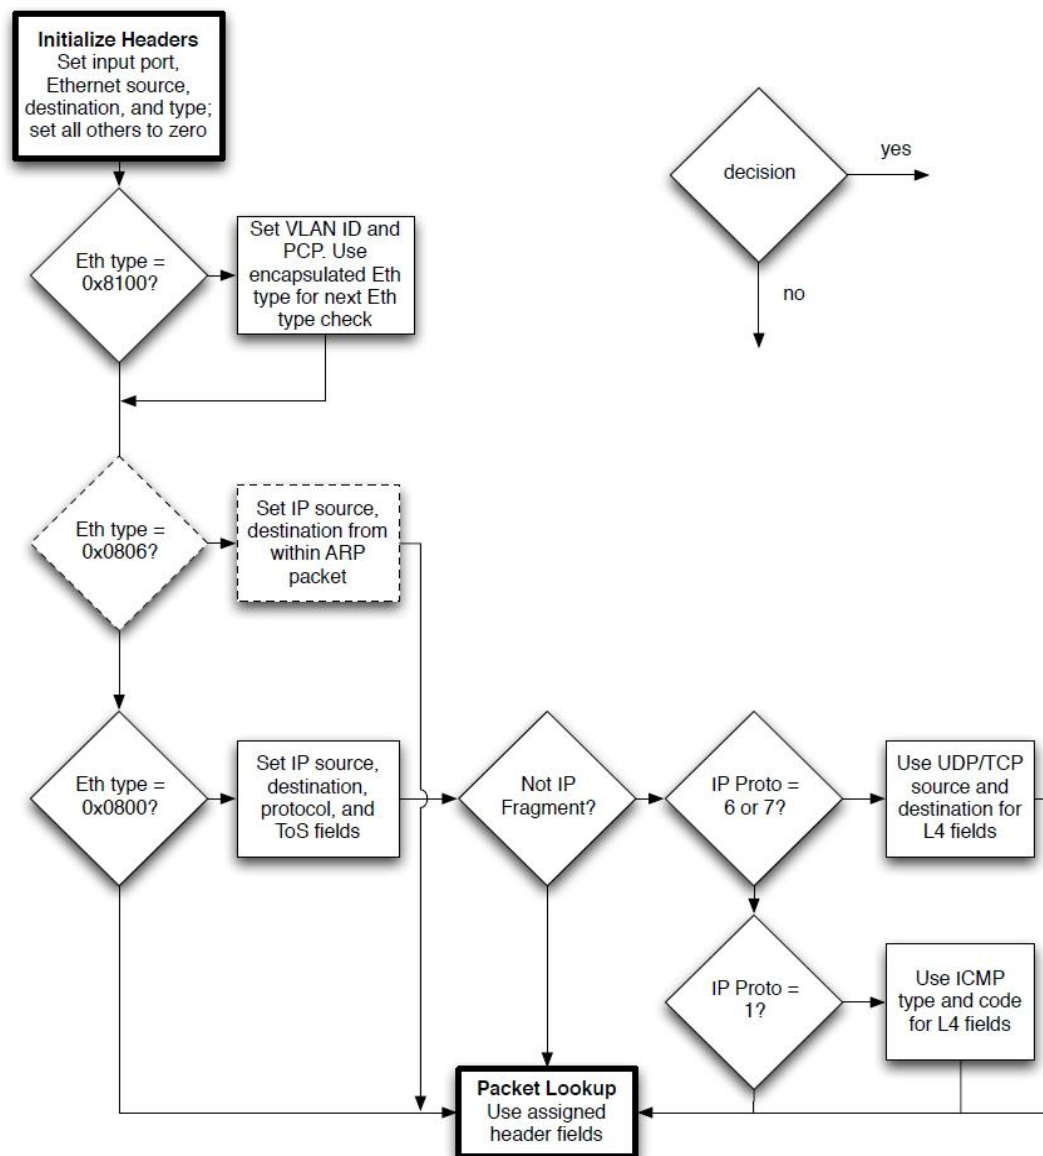 Initialize Headers
Set input port,
Ethernet source,
destination, and type;
set all others to zero
decision
yes
no
Eth type =
0x8100?
Set VLAN ID and
PCP. Use
encapsulated Eth
type for next Eth
type check
Eth type =
0x0806?
Set IP source,
destination from
within ARP
packet
Eth type =
0x0800?
Set IP source,
destination,
protocol, and
ToS fields
Not IP
Fragment?
IP Proto =
6 or 7?
Use UDP/TCP
source and
destination for
L4 fields
IP Proto =
1?
Use ICMP
type and code
for L4 fields
Packet Lookup
Use assigned
header fields